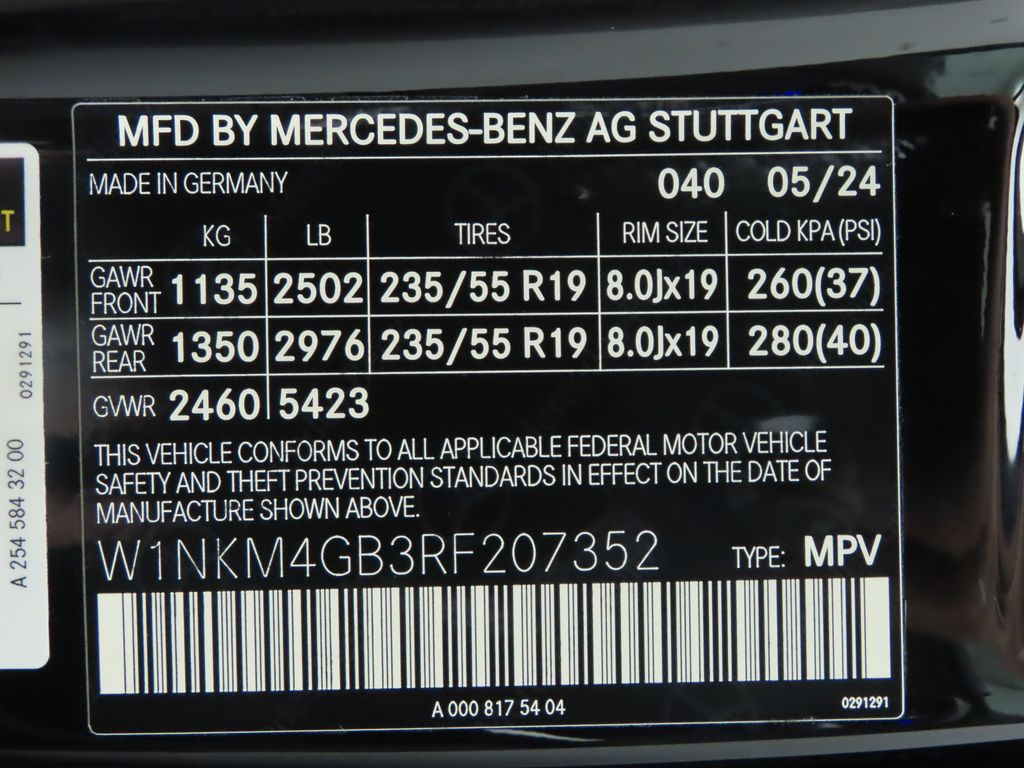 MFD BY MERCEDES-BENZ AG STUTTGART
MADE IN GERMANY 040 05/24
KG LB TIRES RIM SIZE COLD KPA (PSI)
GAWR FRONT 1135 2502 235/55 R19 8.0Jx19 260(37)
GAWR REAR 1350 2976 235/55 R19 8.0Jx19 280(40)
GVWR 2460 5423
THIS VEHICLE CONFORMS TO ALL APPLICABLE FEDERAL MOTOR VEHICLE
SAFETY AND THEFT PREVENTION STANDARDS IN EFFECT ON THE DATE OF
MANUFACTURE SHOWN ABOVE.
W1NKM4GB3RF207352 TYPE: MPV
A 000 817 54 04 0291291
T
A 254 584 32 00 0291291